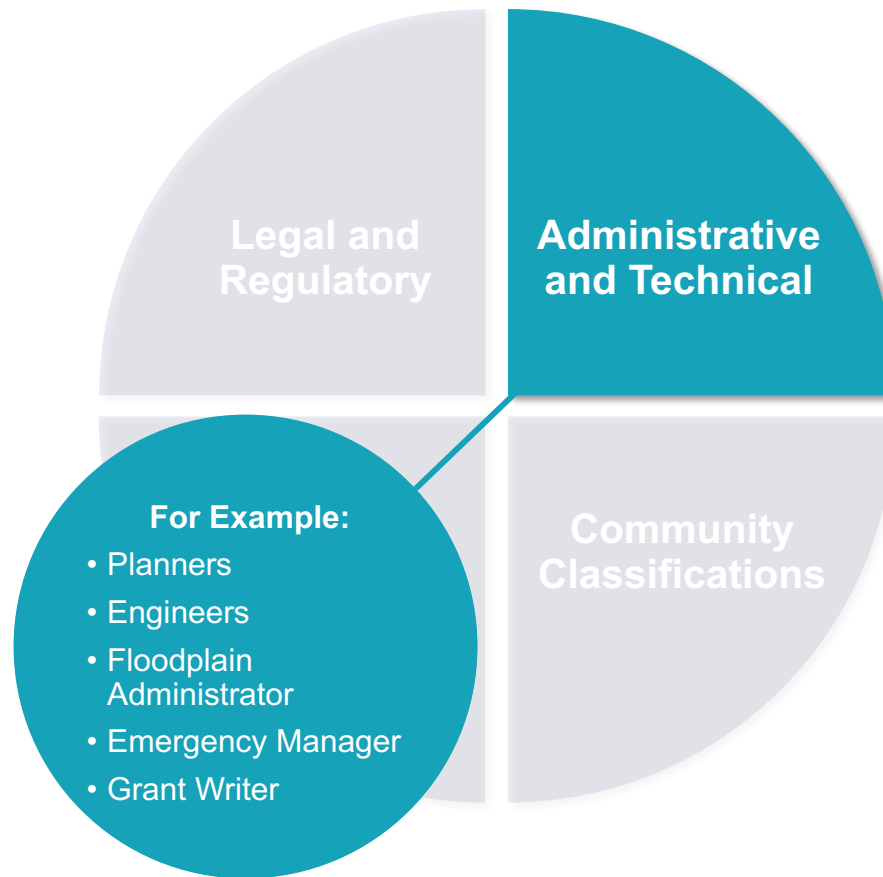 Legal and
Regulatory
Administrative
and Technical
For Example:
• Planners
• Engineers
• Floodplain
Administrator
• Emergency Manager
• Grant Writer
Community
Classifications